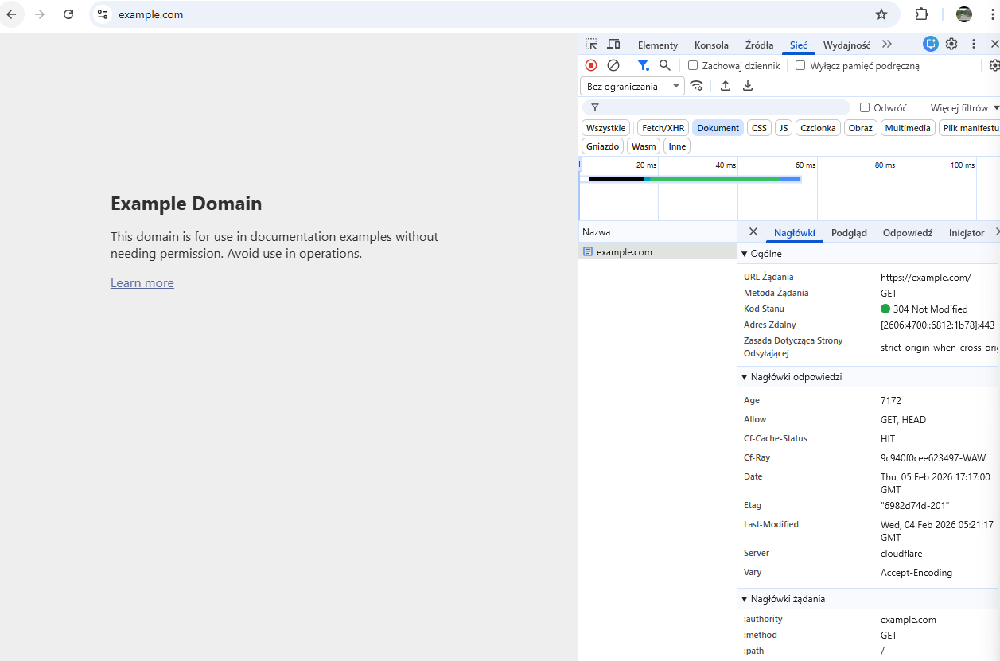 example.com
Example Domain
This domain is for use in documentation examples without
needing permission. Avoid use in operations.
Learn more
Elementy Konsola Źródła Sieć Wydajność
Zachowaj dziennik Wyłącz pamięć podręczną
Bez ograniczania
Odwróć Więcej filtrów
Wszystkie Fetch/XHR Dokument CSS JS Czcionka Obraz Multimedia Plik manifestu
Gniazdo Wasm Inne
20 ms 40 ms 60 ms 80 ms 100 ms
Nazwa
example.com
Nagłówki Podgląd Odpowiedź Inicjator
Ogólne
URL Żądania https://example.com/
Metoda Żądania GET
Kod Stanu 304 Not Modified
Adres Zdalny [2606:4700::6812:1b78]:443
Zasada Dotycząca Strony
Odsyłającej strict-origin-when-cross-orig
Nagłówki odpowiedzi
Age 7172
Allow GET, HEAD
Cf-Cache-Status HIT
Cf-Ray 9c940f0cee623497-WAW
Date Thu, 05 Feb 2026 17:17:00
GMT
Etag "6982d74d-201"
Last-Modified Wed, 04 Feb 2026 05:21:17
GMT
Server cloudflare
Vary Accept-Encoding
Nagłówki żądania
:authority example.com
:method GET
:path /